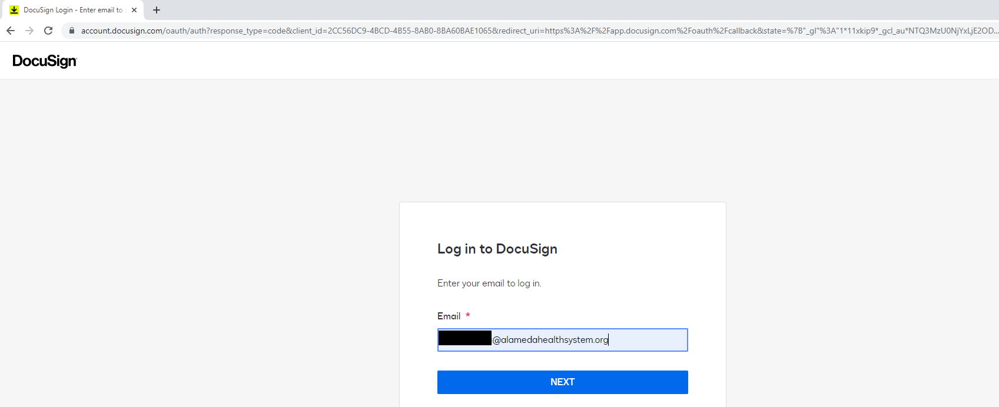 DocuSign Login - Enter email to
account.docusign.com/oauth/auth?response_type=code&client_id=2CC56DC9-4BCD-4B55-8AB0-8BA60BAE1065&redirect_uri=https%3A%2F%2Fapp.docusign.com%2Foauth%2Fcallback&state=%7B"_gl"%3A"1*11xkip9*_gcl_au*NTQ3MzU0NjYxLjE2OD...
DocuSign
Log in to DocuSign
Enter your email to log in.
Email *
@alamedahealthsystem.org
NEXT